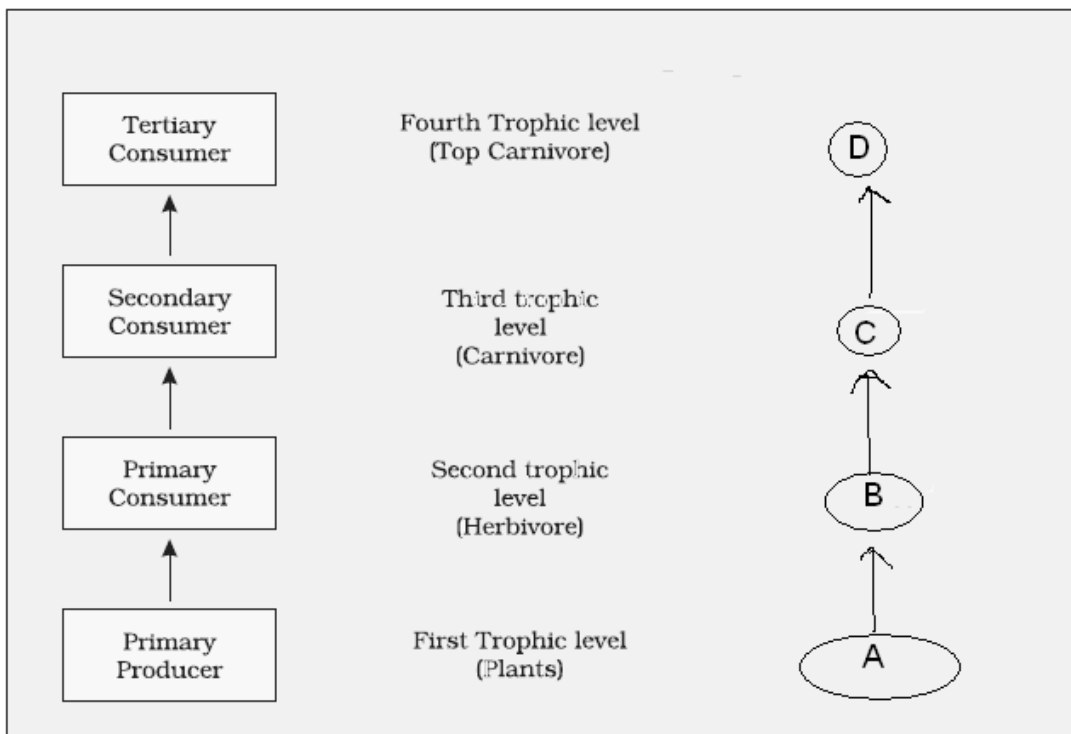 Tertiary
Consumer
Fourth Trophic level
(Top Carnivore)
D
Secondary
Consumer
Third trophic
level
(Carnivore)
C
Primary
Consumer
Second trophic
level
(Herbivore)
B
Primary
Producer
First Trophic level
(Plants)
A